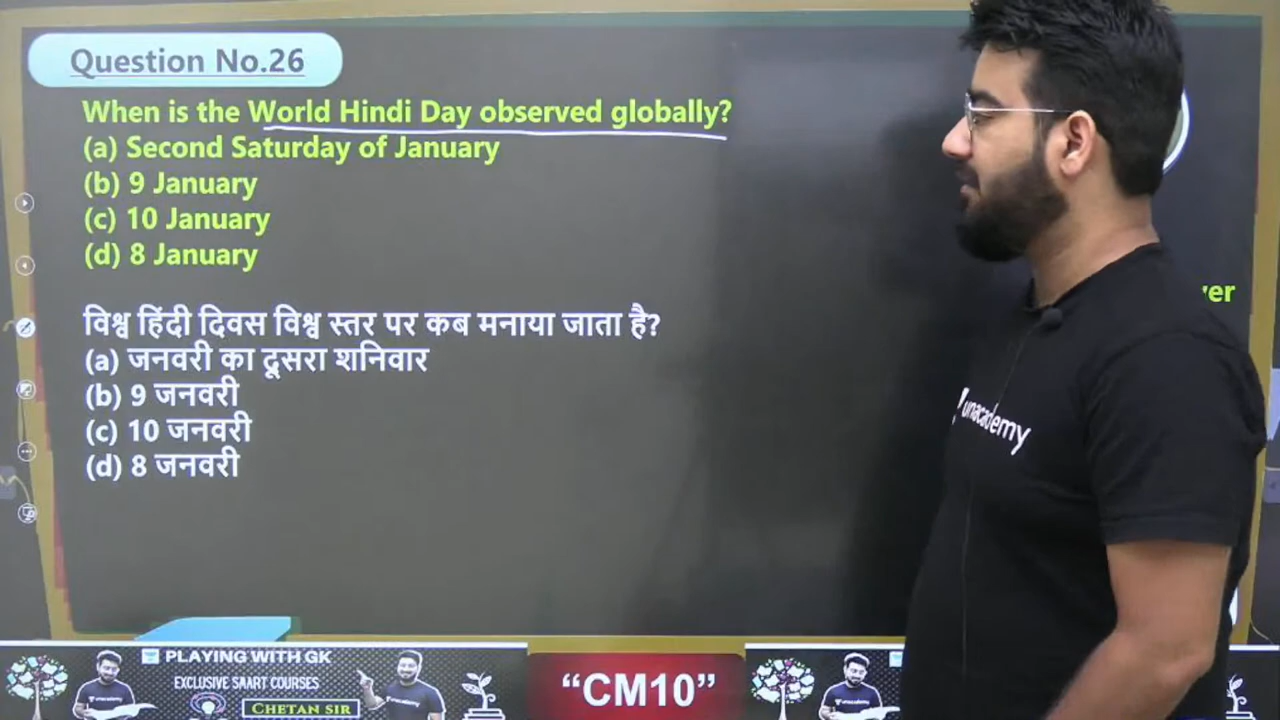 Question No.26
When is the World Hindi Day observed globally?
(a) Second Saturday of January
(b) 9 January
(c) 10 January
(d) 8 January
विश्व हिंदी दिवस विश्व स्तर पर कब मनाया जाता है?
(a) जनवरी का दूसरा शनिवार
(b) 9 जनवरी
(c) 10 जनवरी
(d) 8 जनवरी
unacademy
PLAYING WITH GK
EXCLUSIVE SAART COURSES
CHETAN SIR
“CM10”